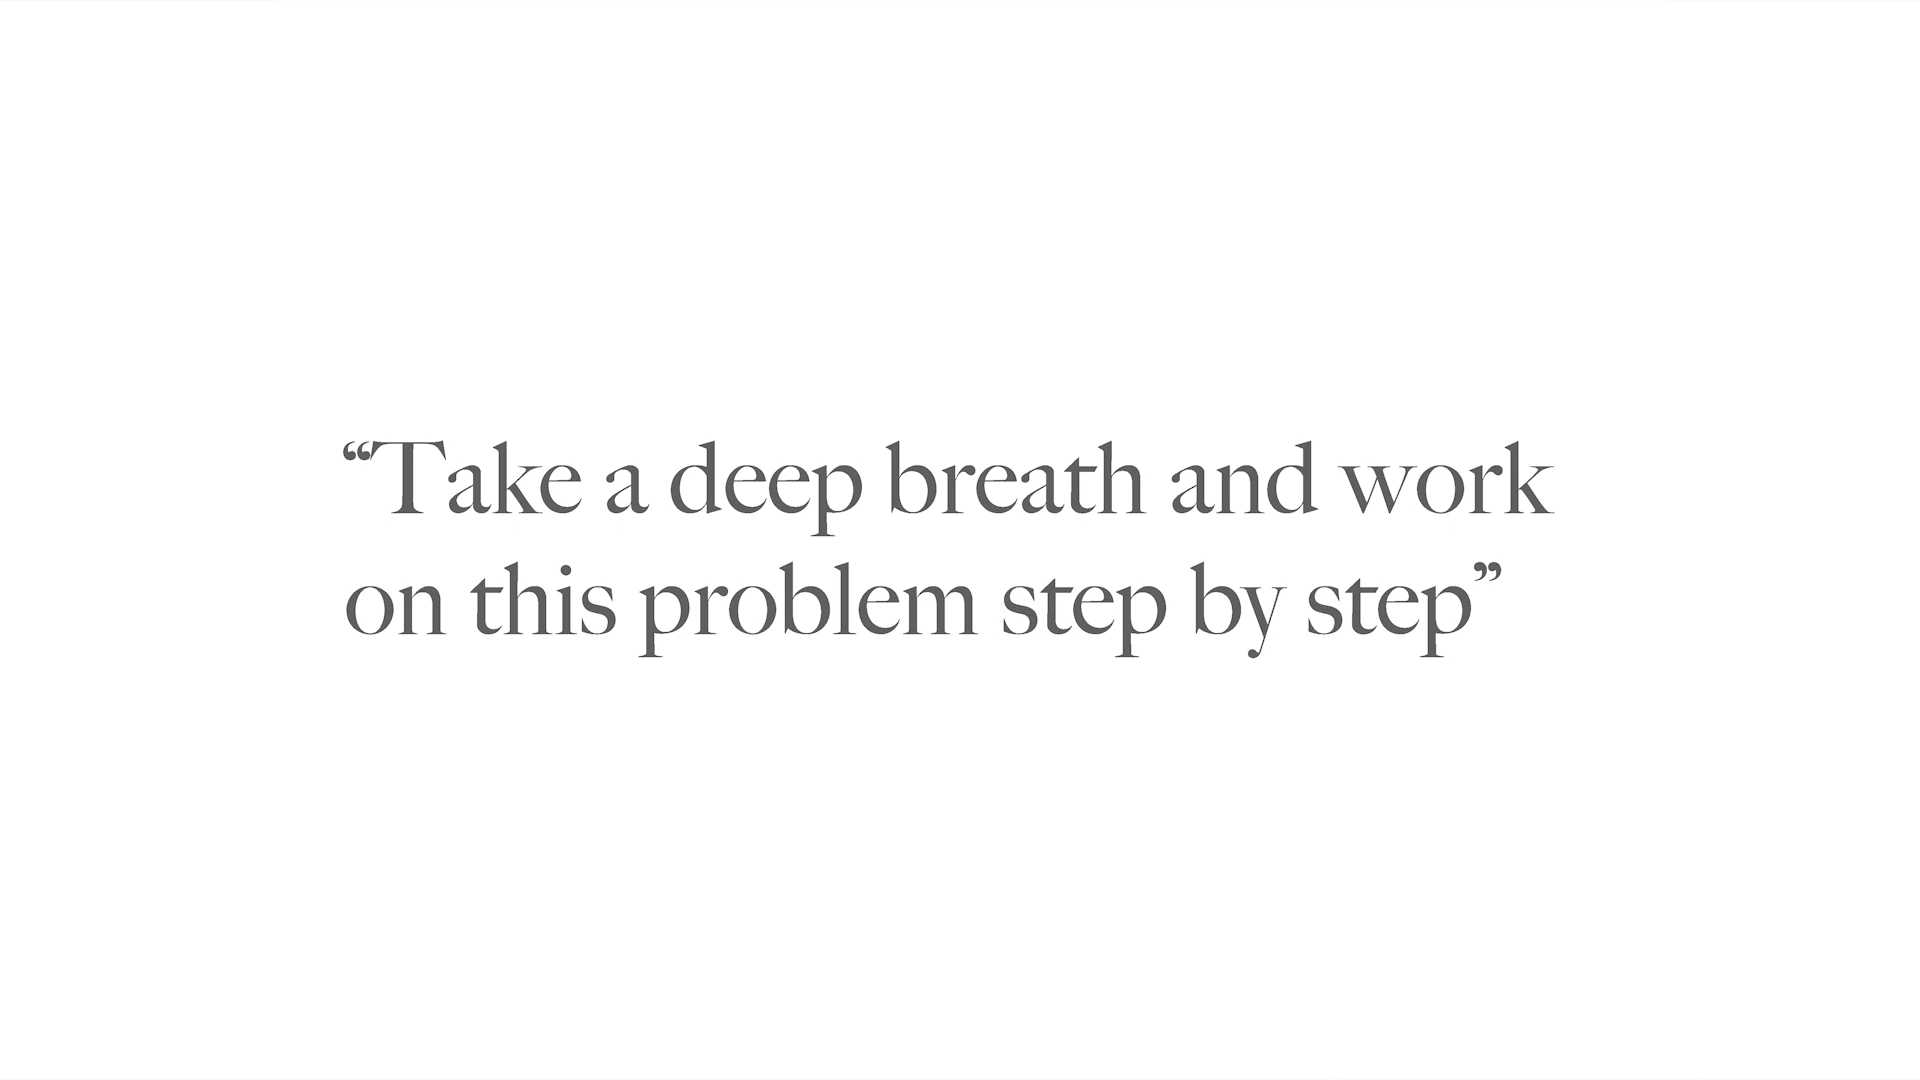 “Take a deep breath and work
on this problem step by step”